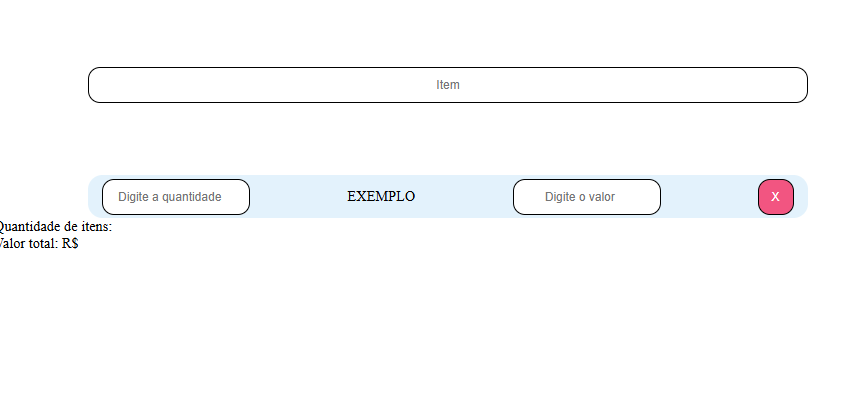 Item
Digite a quantidade EXEMPLO Digite o valor X
Quantidade de itens:
Valor total: R$